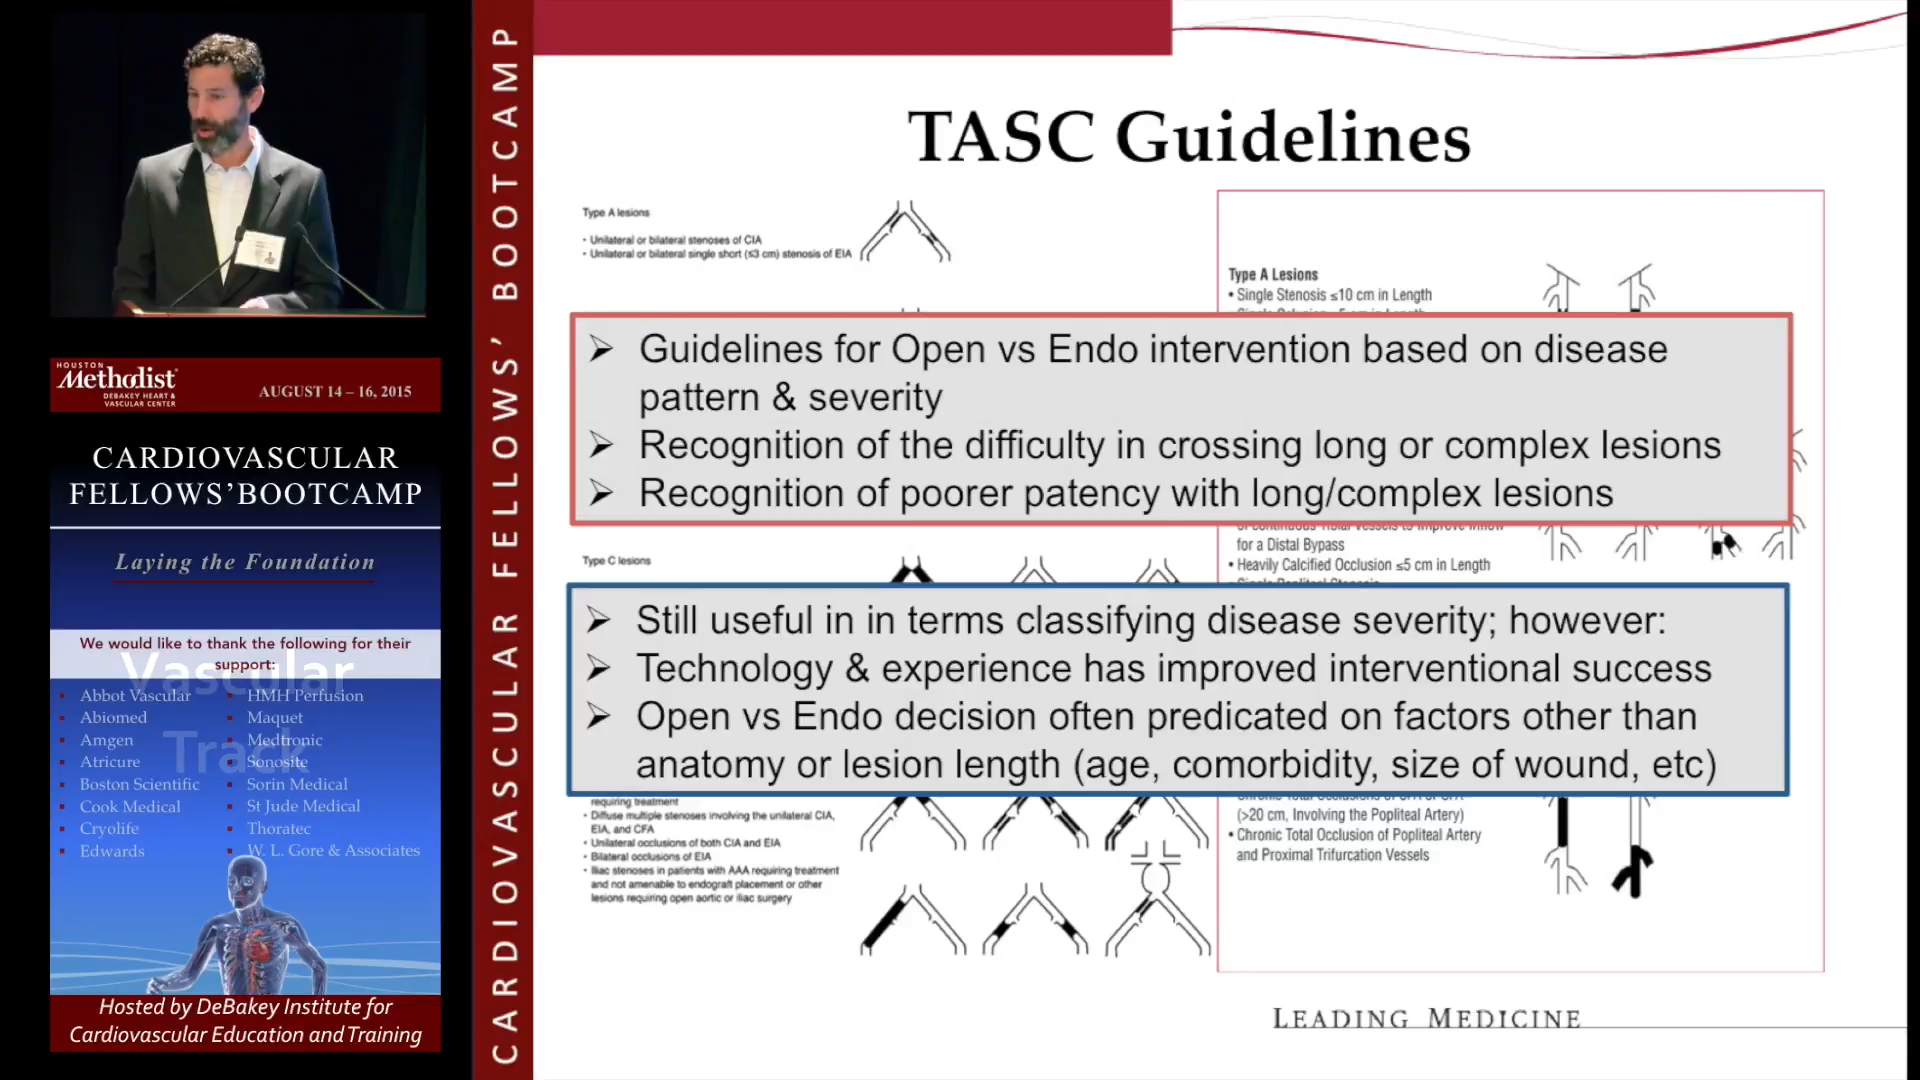 HOUSTON
Methodist
DEBAKEY HEART &
VASCULAR CENTER
AUGUST 14 – 16, 2015
CARDIOVASCULAR
FELLOWS’BOOTCAMP
Laying the Foundation
We would like to thank the following for their
support:
Vascular
Track
▪ Abbot Vascular
▪ Abiomed
▪ Amgen
▪ Atricure
▪ Boston Scientific
▪ Cook Medical
▪ Cryolife
▪ Edwards
▪ HMH Perfusion
▪ Maquet
▪ Medtronic
▪ Sonosite
▪ Sorin Medical
▪ St Jude Medical
▪ Thoratec
▪ W. L. Gore & Associates
Hosted by DeBakey Institute for
Cardiovascular Education and Training
CARDIOVASCULAR FELLOWS’ BOOTCAMP
TASC Guidelines
Type A lesions
• Unilateral or bilateral stenoses of CIA
• Unilateral or bilateral single short (≤3 cm) stenosis of EIA
Type A Lesions
• Single Stenosis ≤10 cm in Length
➢ Guidelines for Open vs Endo intervention based on disease
pattern & severity
➢ Recognition of the difficulty in crossing long or complex lesions
➢ Recognition of poorer patency with long/complex lesions
for a Distal Bypass
• Heavily Calcified Occlusion ≤5 cm in Length
Type C lesions
➢ Still useful in in terms classifying disease severity; however:
➢ Technology & experience has improved interventional success
➢ Open vs Endo decision often predicated on factors other than
anatomy or lesion length (age, comorbidity, size of wound, etc)
requiring treatment
• Diffuse multiple stenoses involving the unilateral CIA,
EIA, and CFA
• Unilateral occlusions of both CIA and EIA
• Bilateral occlusions of EIA
• Iliac stenoses in patients with AAA requiring treatment
and not amenable to endograft placement or other
lesions requiring open aortic or iliac surgery
(>20 cm, Involving the Popliteal Artery)
• Chronic Total Occlusion of Popliteal Artery
and Proximal Trifurcation Vessels
LEADING MEDICINE